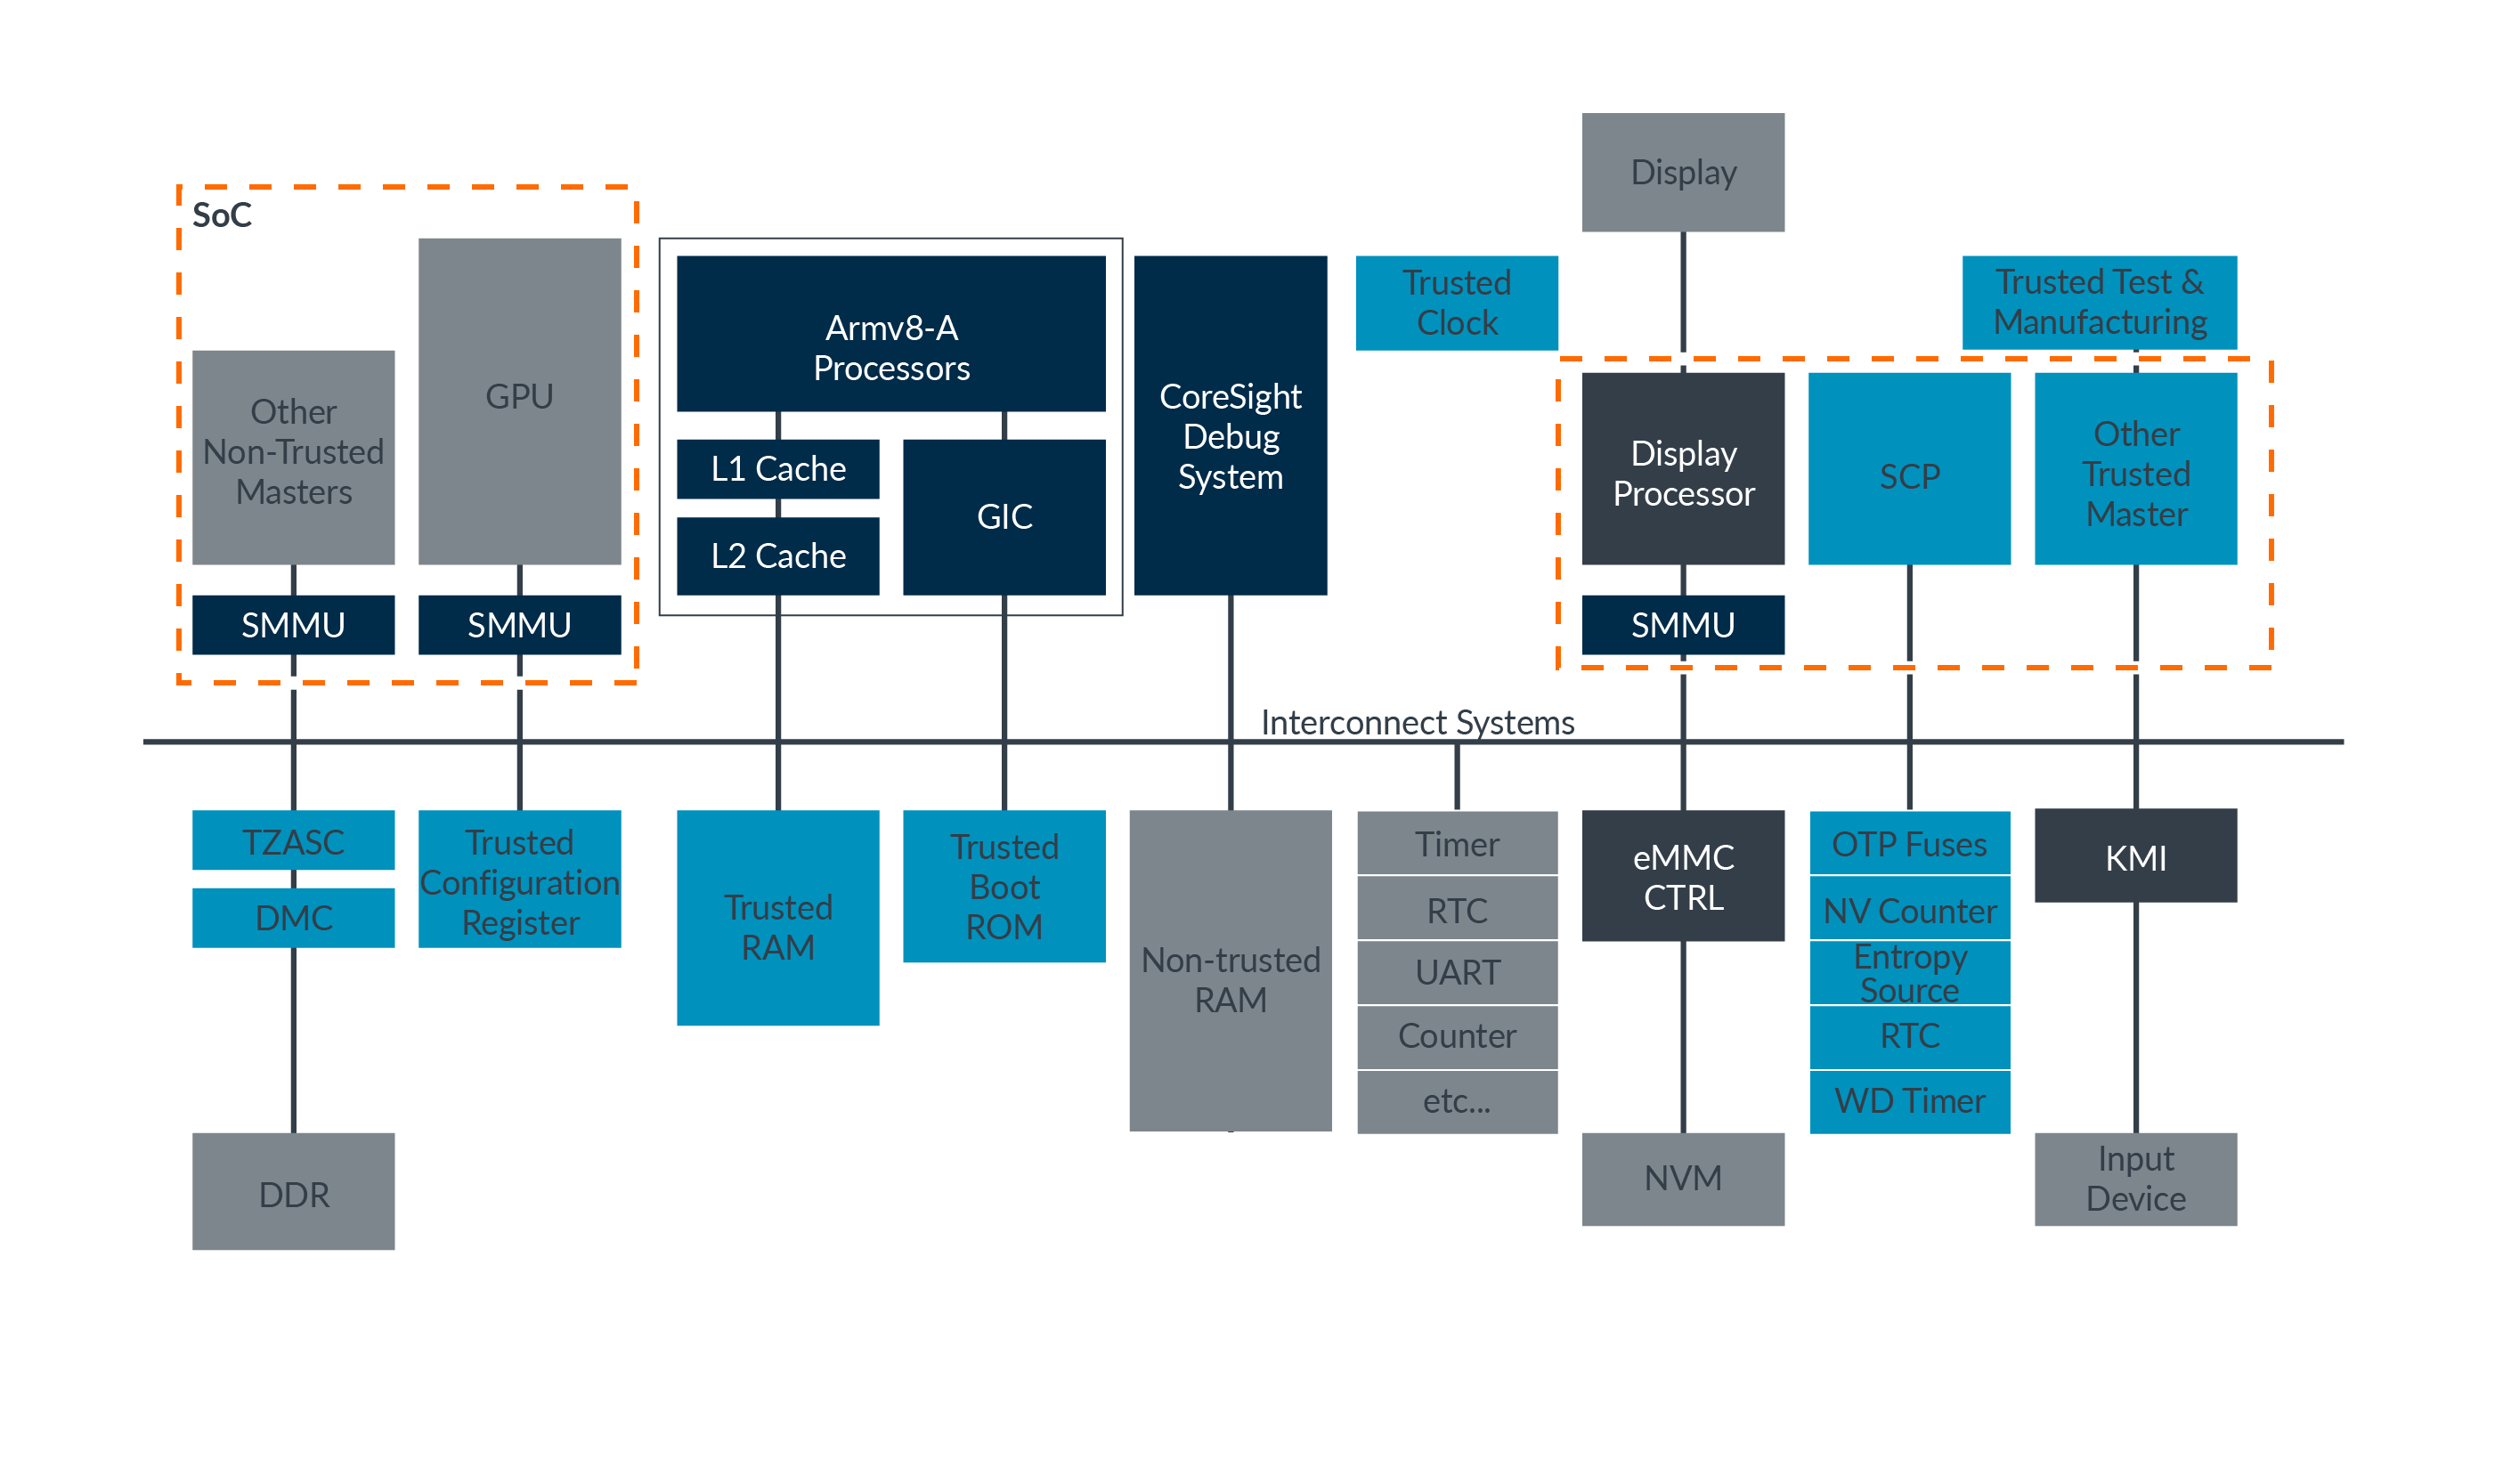 Display
SoC
Trusted
Clock
Trusted Test &
Manufacturing
Other
Non-Trusted
Masters
GPU
Armv8-A
Processors
L1 Cache
L2 Cache
GIC
CoreSight
Debug
System
Display
Processor
SCP
Other
Trusted
Master
SMMU
SMMU
SMMU
Interconnect Systems
TZASC
DMC
Trusted
Configuration
Register
Trusted
RAM
Trusted
Boot
ROM
Non-trusted
RAM
Timer
RTC
UART
Counter
etc...
eMMC
CTRL
OTP Fuses
NV Counter
Entropy
Source
RTC
WD Timer
KMI
DDR
NVM
Input
Device